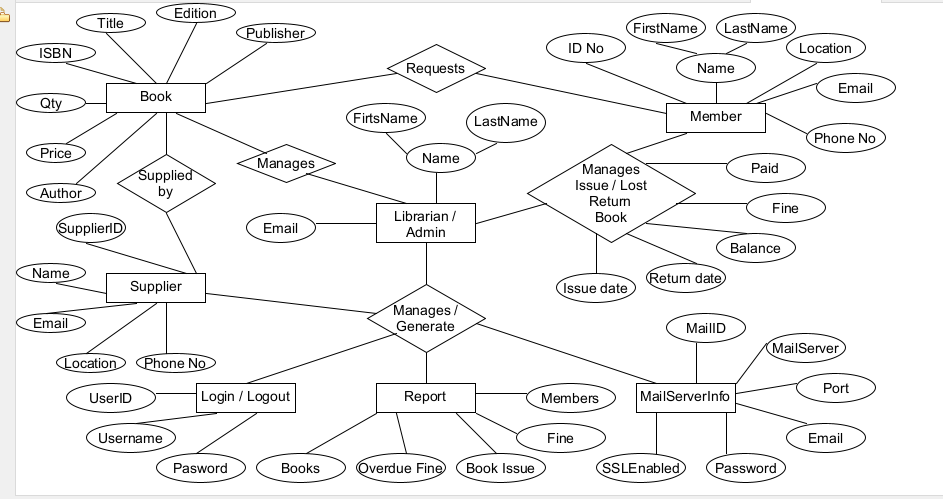 Edition
Title
Publisher
FirstName
LastName
ISBN
ID No
Location
Requests
Name
Book
Email
Qty
Member
FirtsName
LastName
Phone No
Price
Manages
Name
Paid
Author
Supplied
by
Manages
Issue / Lost
Return
Book
Fine
SupplierID
Email
Librarian /
Admin
Balance
Name
Supplier
Issue date
Return date
Email
Manages /
Generate
MailID
Location
Phone No
MailServer
UserID
Login / Logout
Report
Members
MailServerInfo
Port
Username
Fine
Email
Pasword
Books
Overdue Fine
Book Issue
SSLEnabled
Password